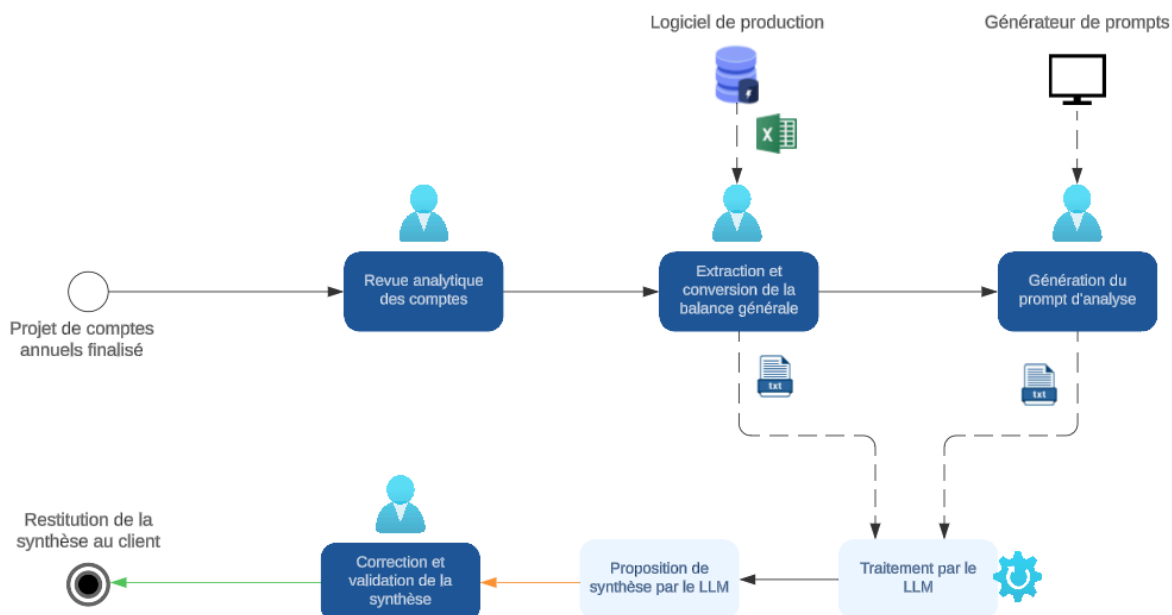 Logiciel de production
Générateur de prompts
X
Revue analytique
des comptes
Extraction et
conversion de la
balance générale
Génération du
prompt d'analyse
Projet de comptes
annuels finalisé
txt
txt
Restitution de la
synthèse au client
Correction et
validation de la
synthèse
Proposition de
synthèse par le LLM
Traitement par le
LLM